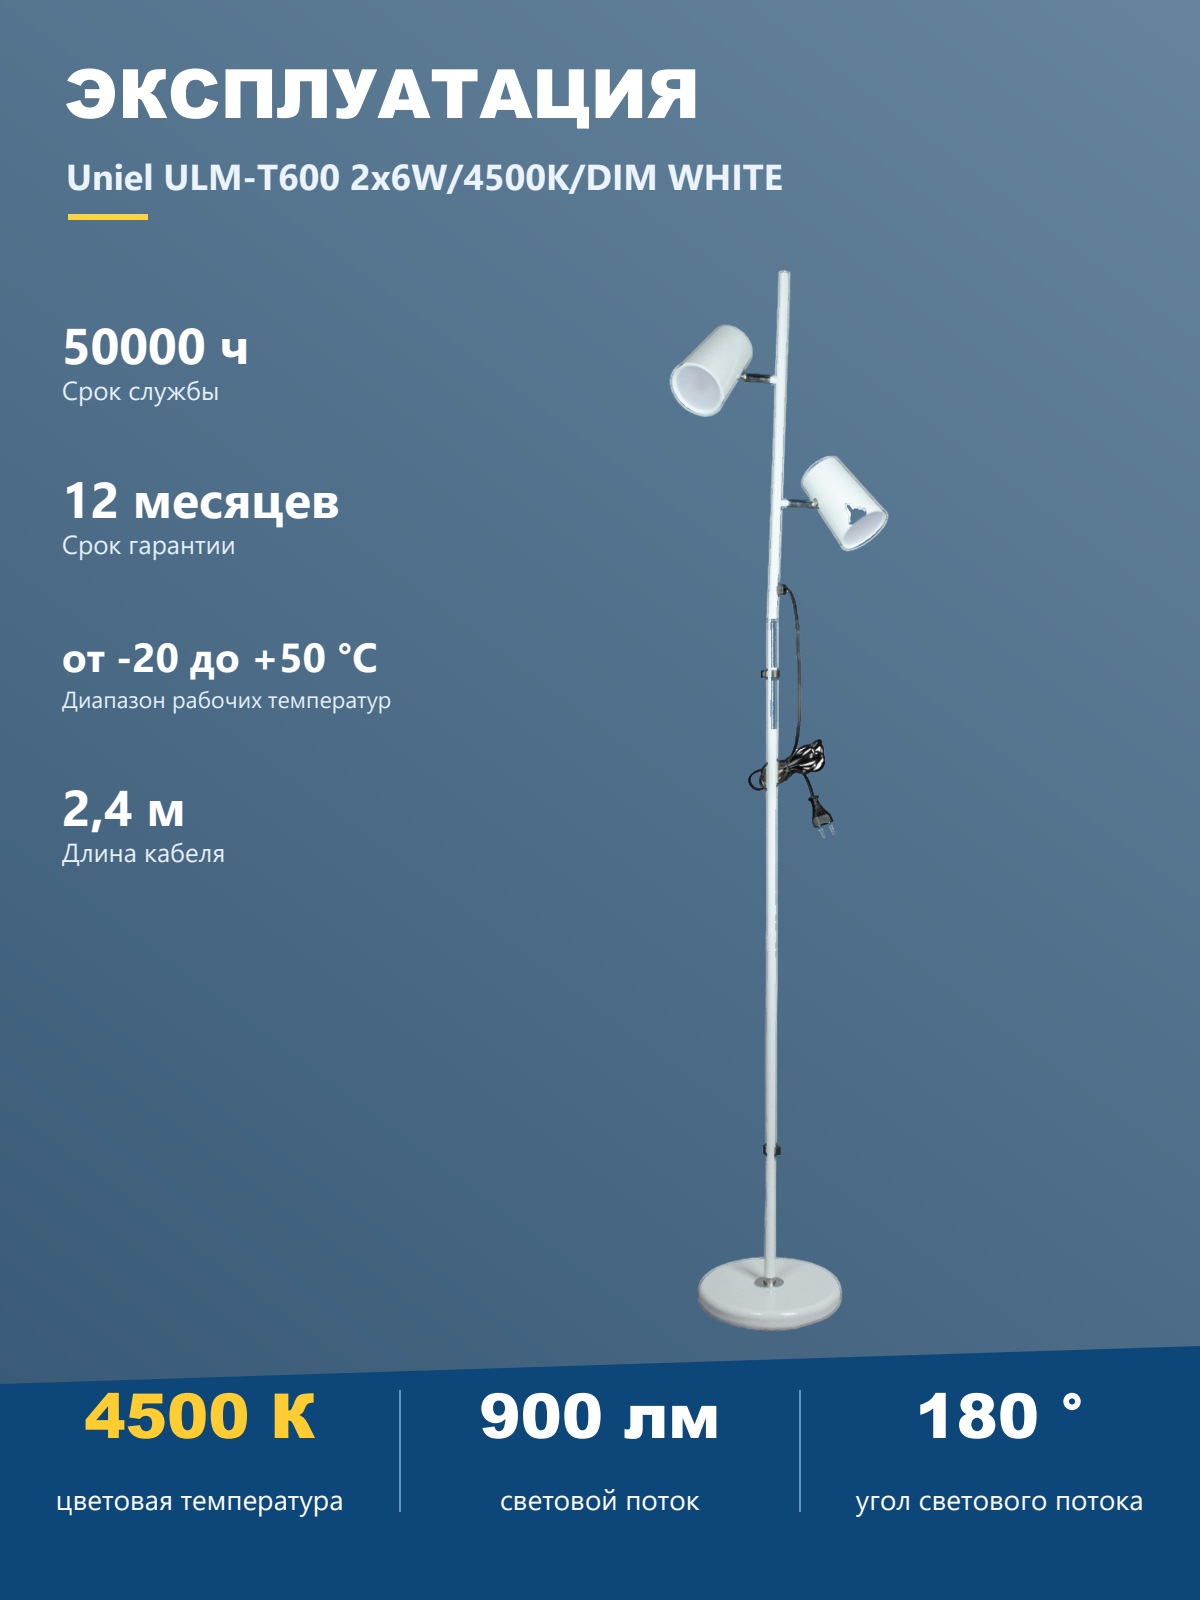 ЭКСПЛУАТАЦИЯ
Uniel ULM-T600 2x6W/4500K/DIM WHITE
50000 ч
Срок службы
12 месяцев
Срок гарантии
от -20 до +50 °C
Диапазон рабочих температур
2,4 м
Длина кабеля
4500 К
цветовая температура
900 лм
световой поток
180 °
угол светового потока